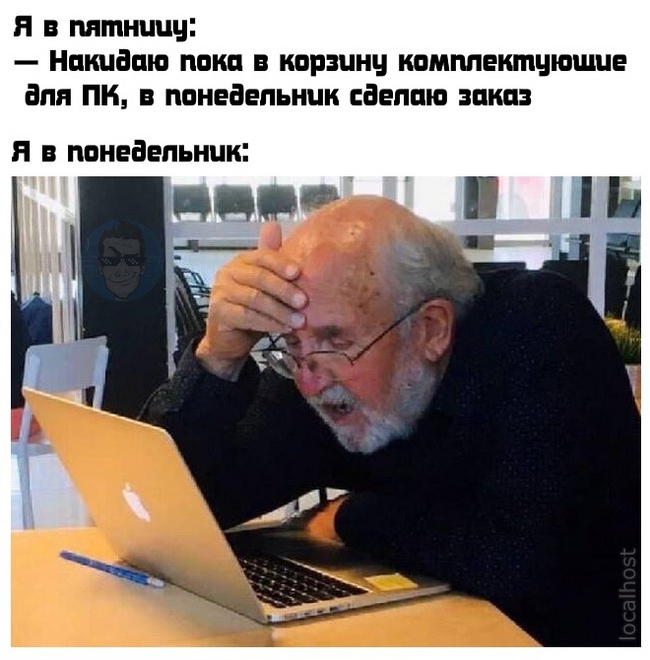 Я в пятницу:
— Накидаю пока в корзину комплектующие
для ПК, в понедельник сделаю заказ
Я в понедельник:
localhost